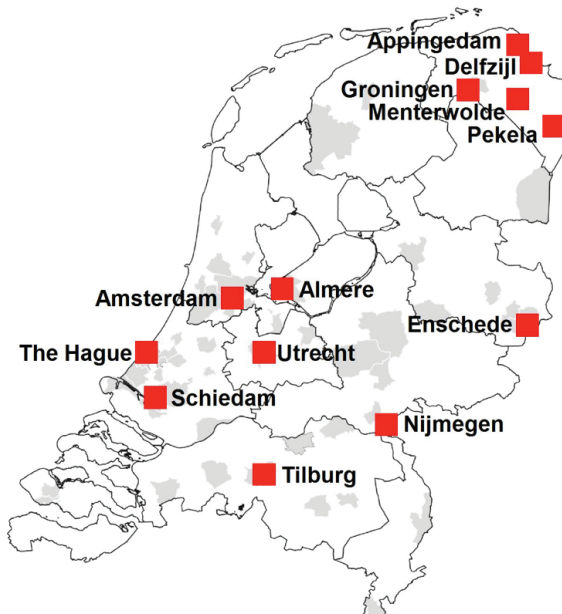 Appingedam
Delfzijl
Groningen
Menterwolde
Pekela
Amsterdam
Almere
Enschede
The Hague
Utrecht
Schiedam
Nijmegen
Tilburg